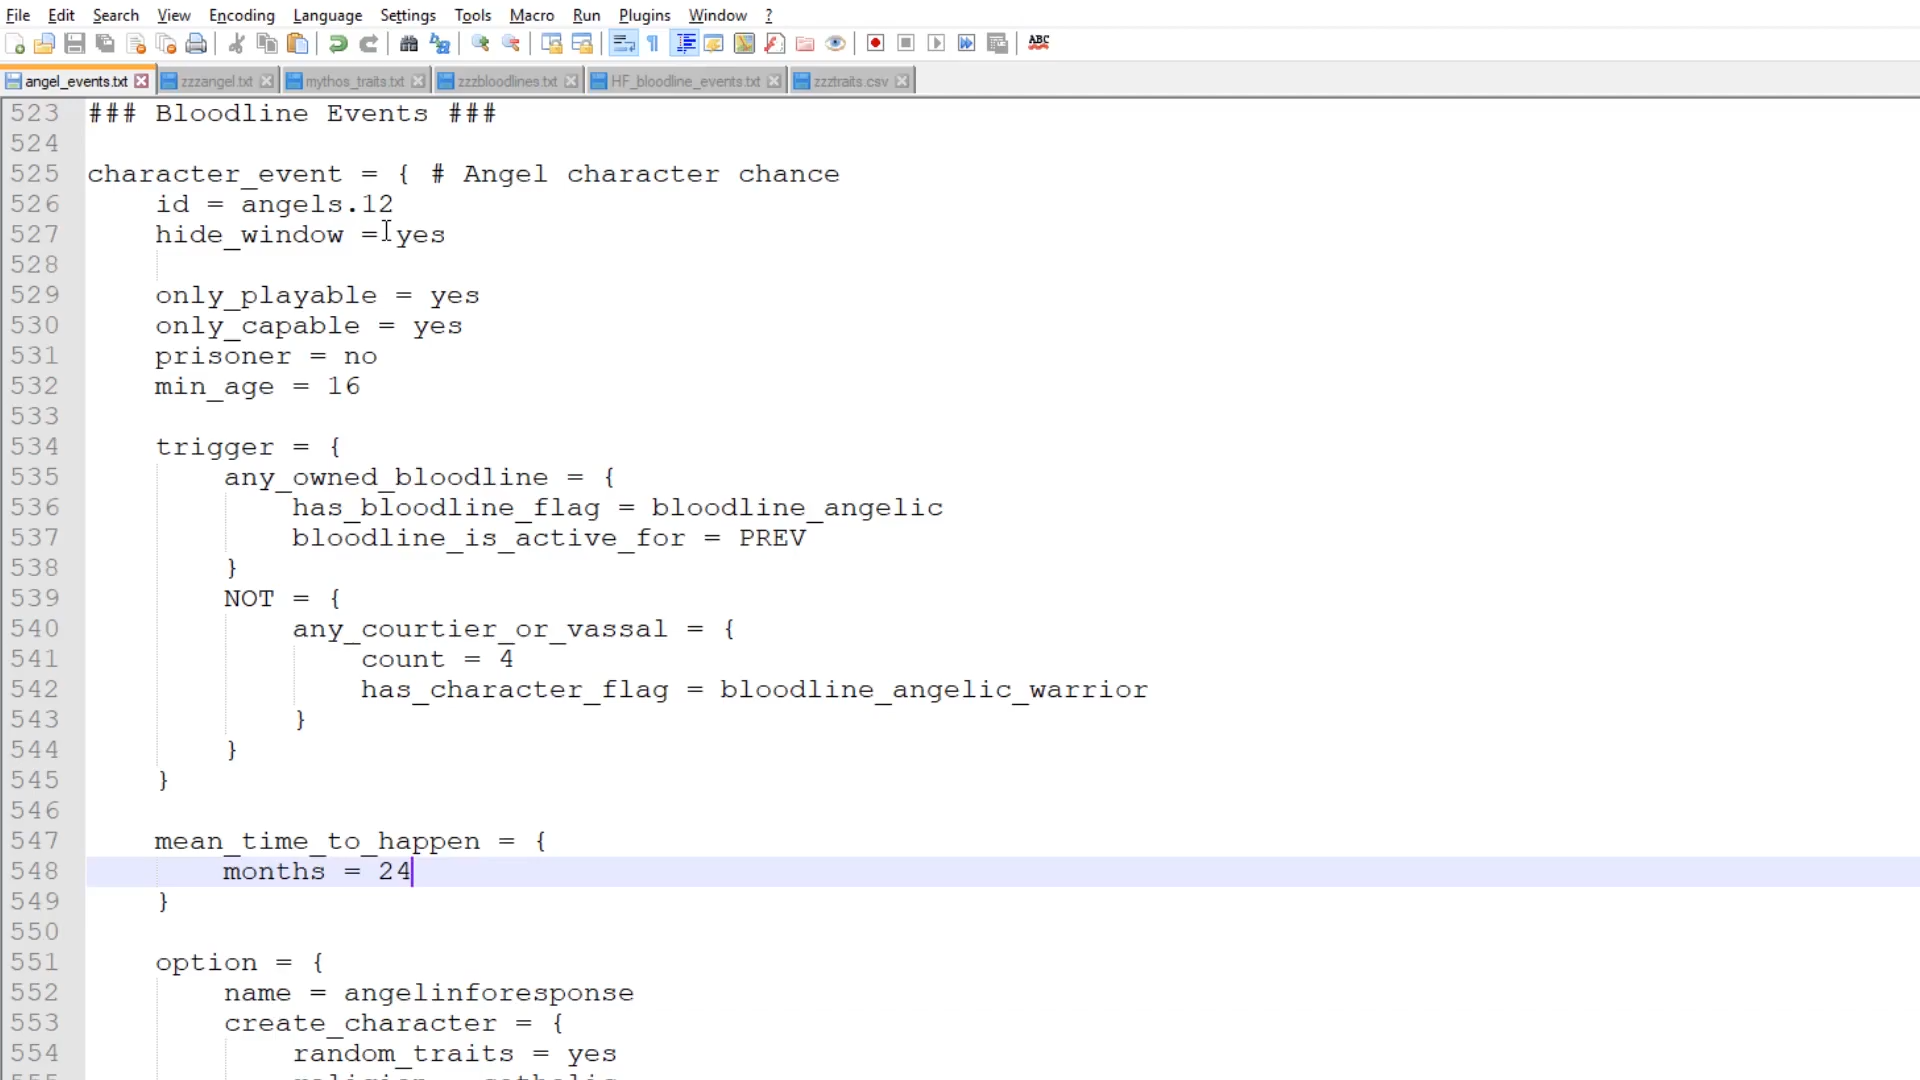 File Edit Search View Encoding Language Settings Tools Macro Run Plugins Window ?
ABC
angel_events.txt zzzangel.txt mythos_traits.txt zzzbloodlines.txt HF_bloodline_events.txt zzztraits.csv
523 ### Bloodline Events ###
524
525 character_event = { # Angel character chance
526 id = angels.12
527 hide_window = yes
528
529 only_playable = yes
530 only_capable = yes
531 prisoner = no
532 min_age = 16
533
534 trigger = {
535 any_owned_bloodline = {
536 has_bloodline_flag = bloodline_angelic
537 bloodline_is_active_for = PREV
538 }
539 NOT = {
540 any_courtier_or_vassal = {
541 count = 4
542 has_character_flag = bloodline_angelic_warrior
543 }
544 }
545 }
546
547 mean_time_to_happen = {
548 months = 24
549 }
550
551 option = {
552 name = angelinforesponse
553 create_character = {
554 random_traits = yes